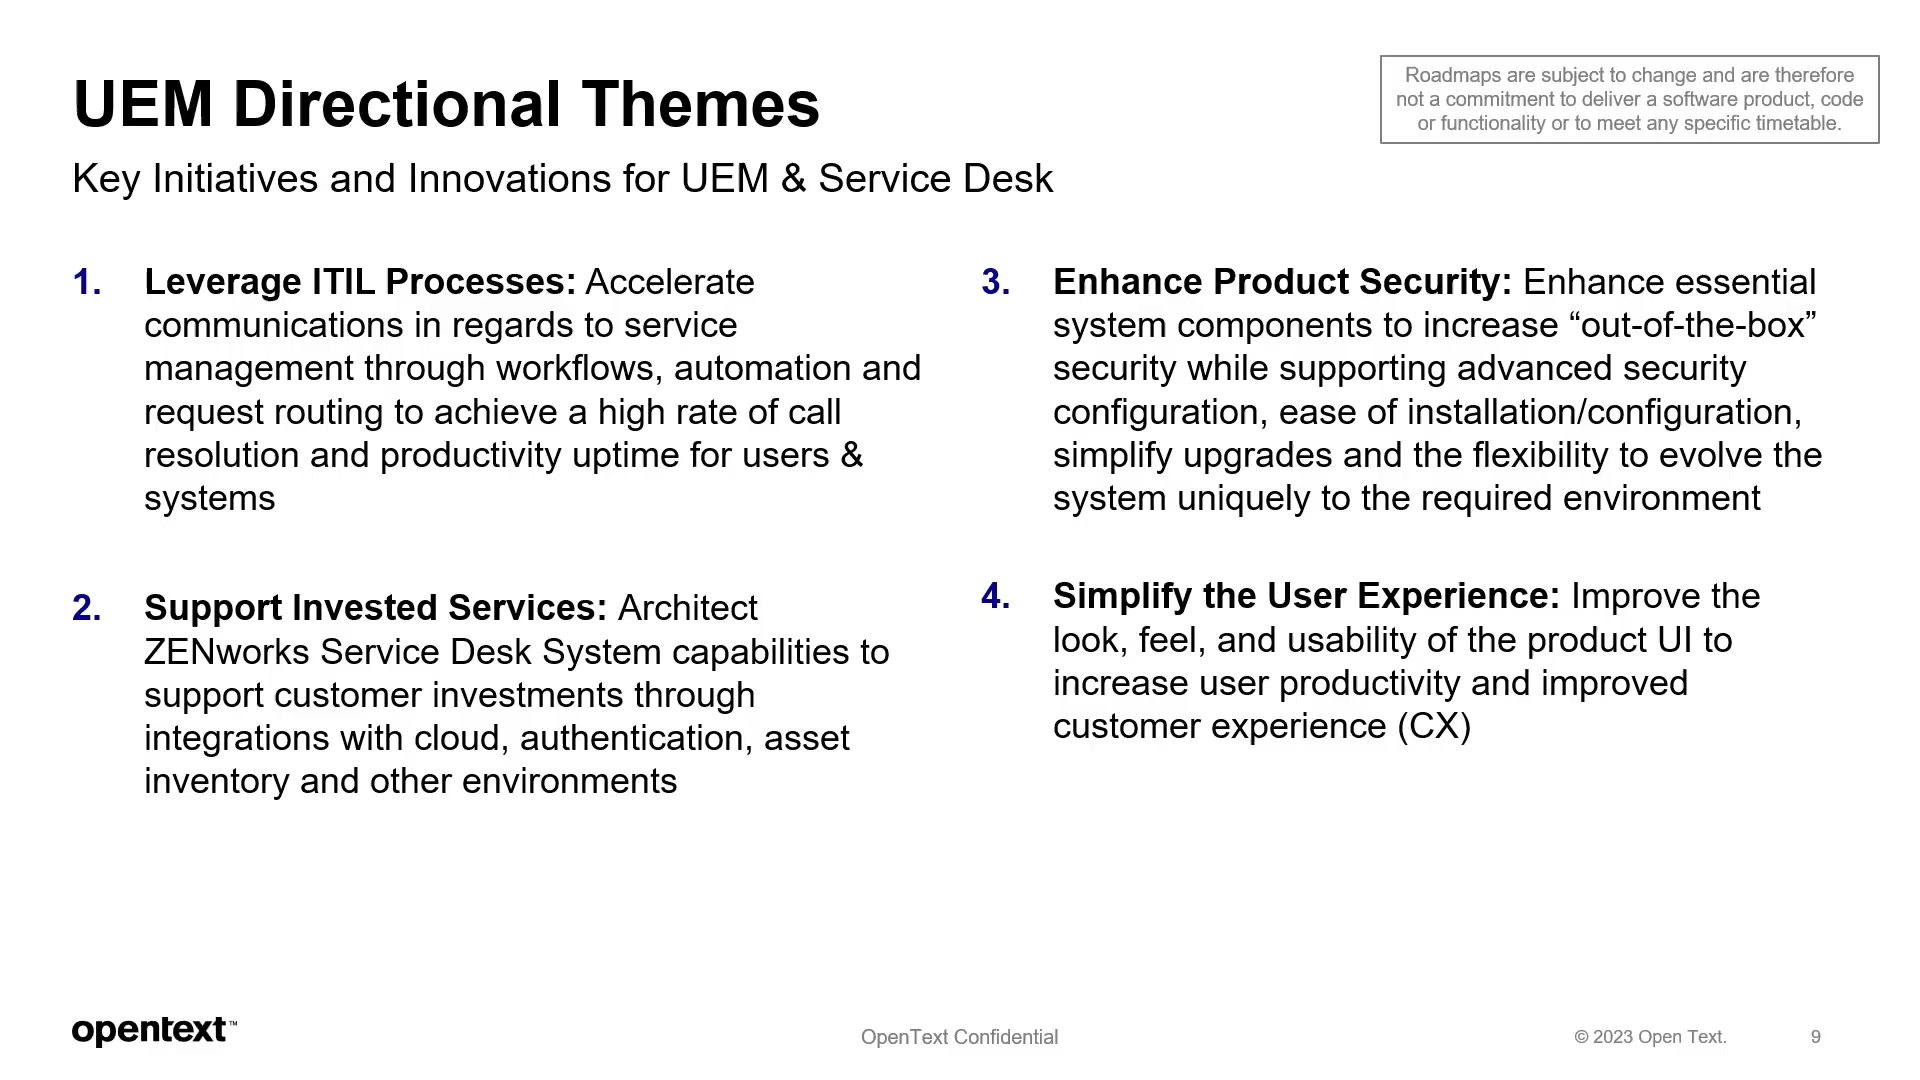 UEM Directional Themes
Key Initiatives and Innovations for UEM & Service Desk
Roadmaps are subject to change and are therefore
not a commitment to deliver a software product, code
or functionality or to meet any specific timetable.
1. Leverage ITIL Processes: Accelerate
communications in regards to service
management through workflows, automation and
request routing to achieve a high rate of call
resolution and productivity uptime for users &
systems
2. Support Invested Services: Architect
ZENworks Service Desk System capabilities to
support customer investments through
integrations with cloud, authentication, asset
inventory and other environments
3. Enhance Product Security: Enhance essential
system components to increase “out-of-the-box”
security while supporting advanced security
configuration, ease of installation/configuration,
simplify upgrades and the flexibility to evolve the
system uniquely to the required environment
4. Simplify the User Experience: Improve the
look, feel, and usability of the product UI to
increase user productivity and improved
customer experience (CX)
opentext™
OpenText Confidential
© 2023 Open Text.
9